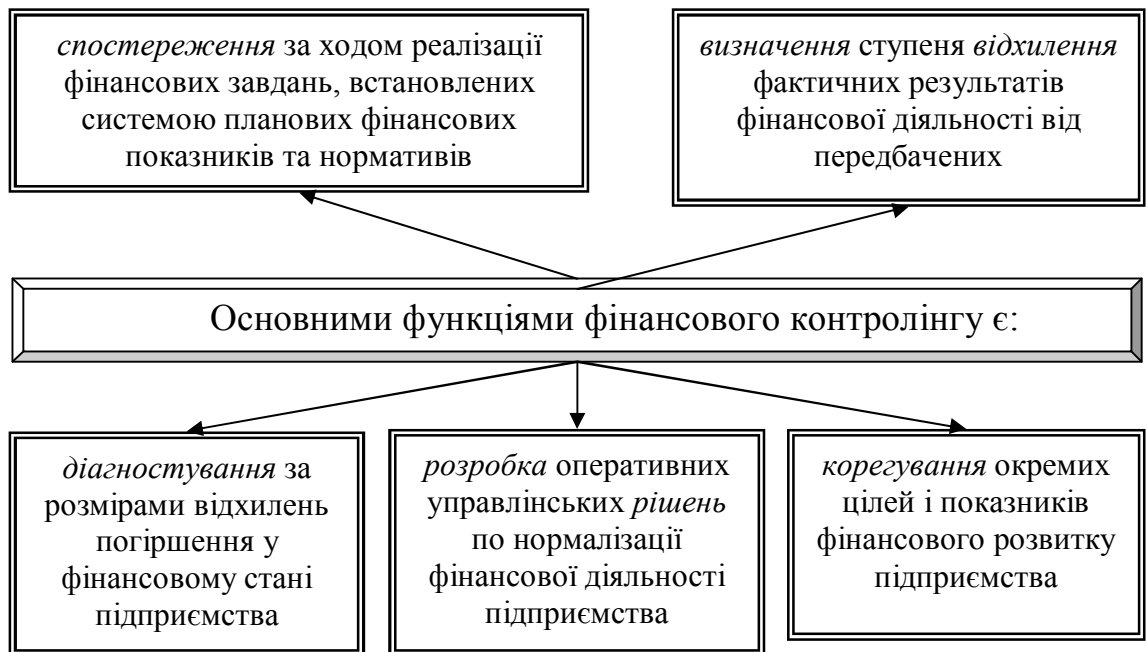 спостереження за ходом реалізації
фінансових завдань, встановлених
системою планових фінансових
показників та нормативів
визначення ступеня відхилення
фактичних результатів
фінансової діяльності від
передбачених
Основними функціями фінансового контролінгу є:
діагностування за
розмірами відхилень
погіршення у
фінансовому стані
підприємства
розробка оперативних
управлінських рішень
по нормалізації
фінансової діяльності
підприємства
корегування окремих
цілей і показників
фінансового розвитку
підприємства